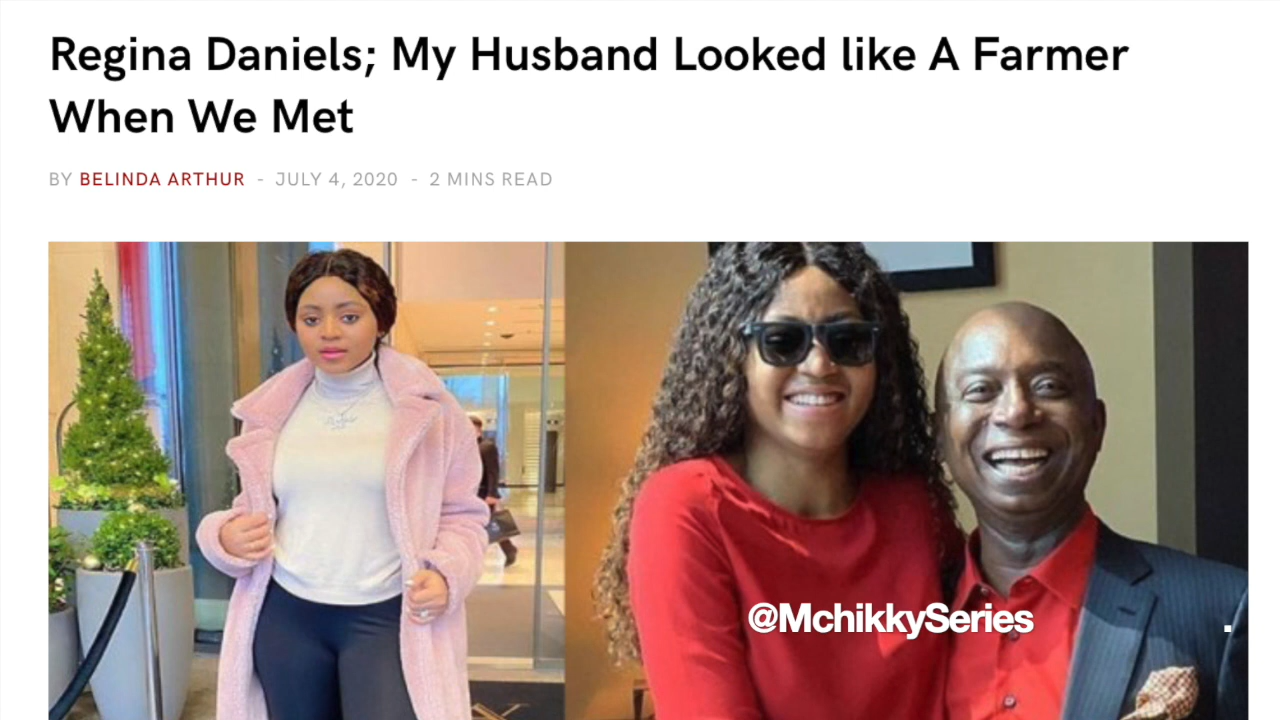 Regina Daniels; My Husband Looked like A Farmer
When We Met
BY BELINDA ARTHUR - JULY 4, 2020 - 2 MINS READ
@MchikkySeries .